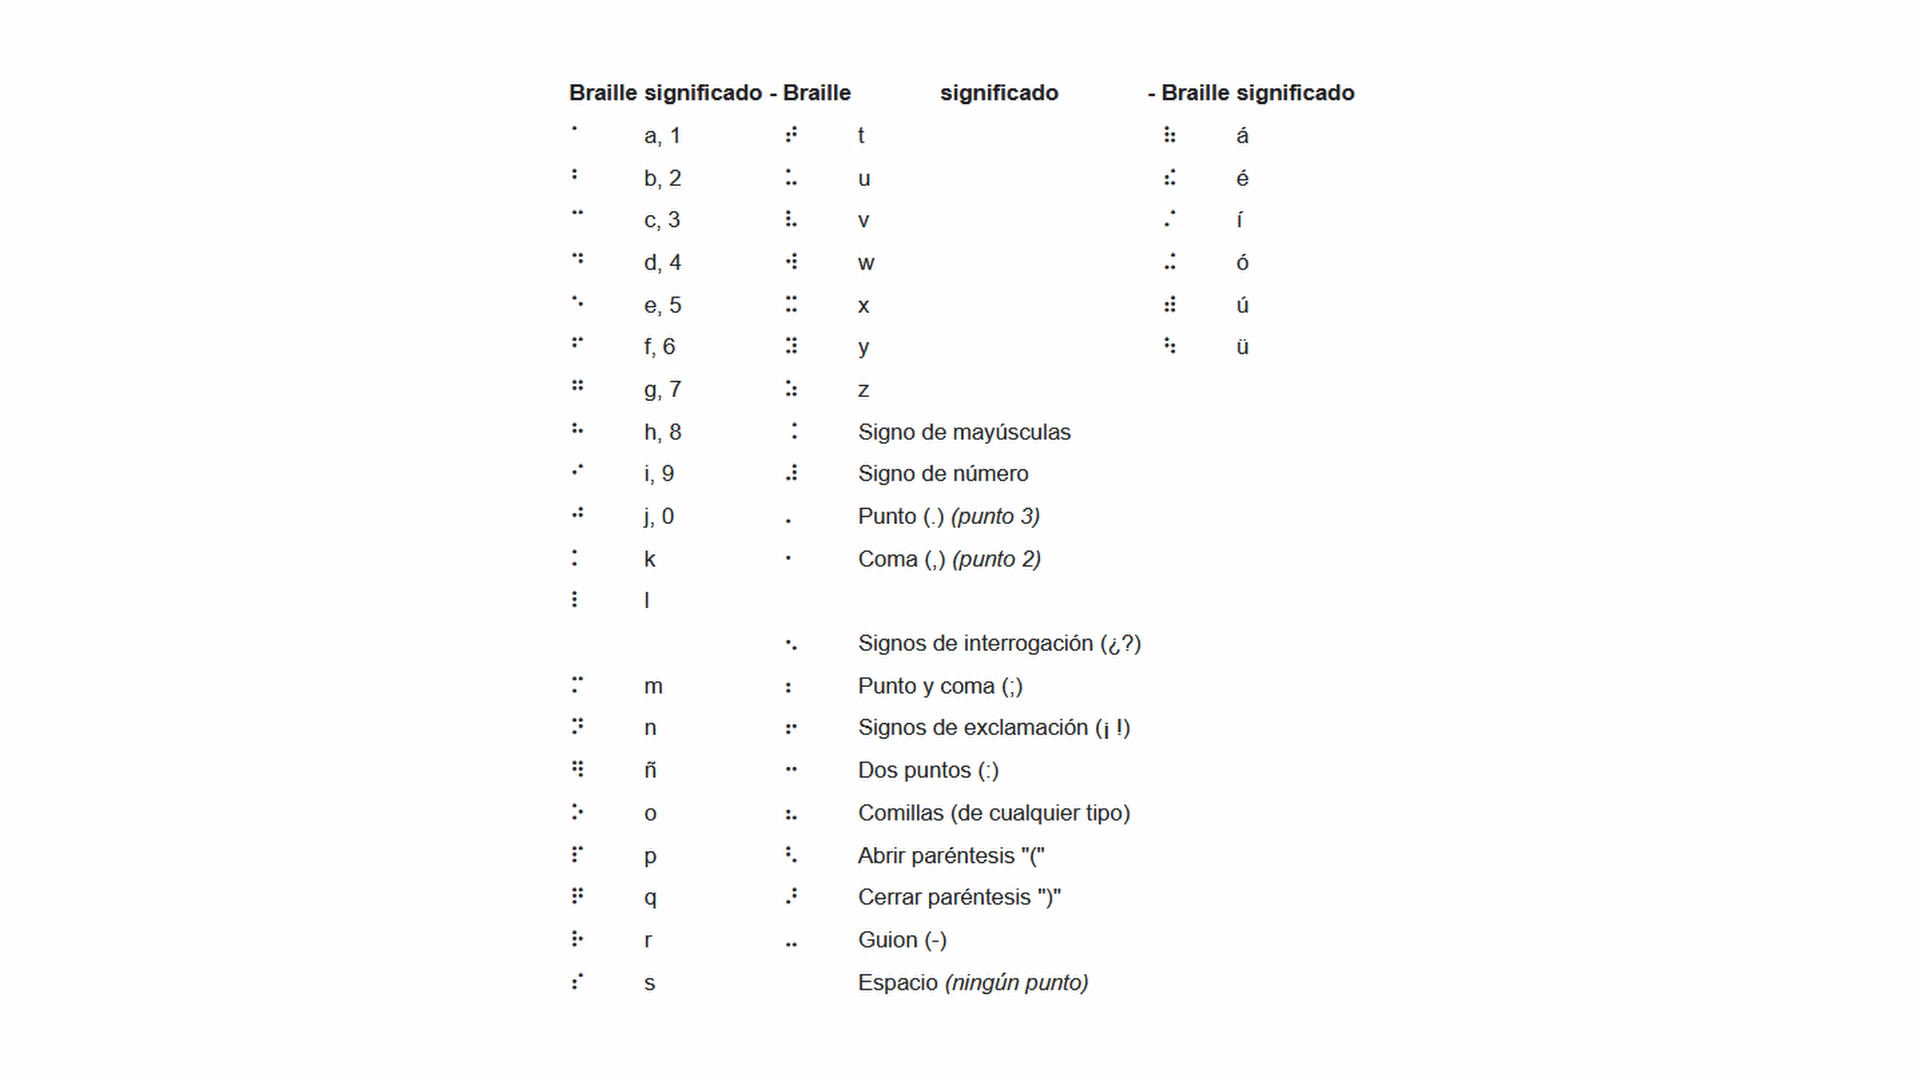 Braille significado - Braille significado - Braille significado
⠁ a, 1 ⠞ t ⠷ á
⠃ b, 2 ⠥ u ⠮ é
⠉ c, 3 ⠧ v ⠌ í
⠙ d, 4 ⠺ w ⠬ ó
⠑ e, 5 ⠭ x ⠾ ú
⠋ f, 6 ⠽ y ⠳ ü
⠛ g, 7 ⠵ z
⠓ h, 8 ⠨ Signo de mayúsculas
⠊ i, 9 ⠼ Signo de número
⠚ j, 0 ⠄ Punto (.) (punto 3)
⠅ k ⠂ Coma (,) (punto 2)
⠇ l
⠢ Signos de interrogación (¿?)
⠍ m ⠆ Punto y coma (;)
⠝ n ⠖ Signos de exclamación (¡ !)
⠻ ñ ⠒ Dos puntos (:)
⠕ o ⠦ Comillas (de cualquier tipo)
⠏ p ⠣ Abrir paréntesis "("
⠟ q ⠜ Cerrar paréntesis ")"
⠗ r ⠤ Guion (-)
⠎ s Espacio (ningún punto)